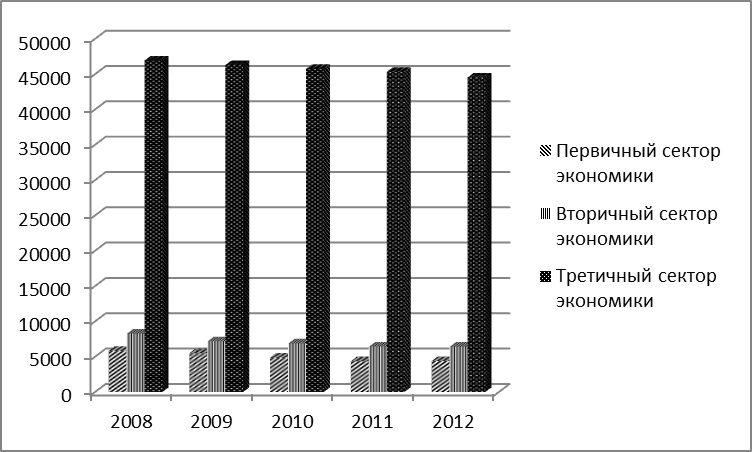 50000
45000
40000
35000
30000
25000
20000
15000
10000
5000
0
2008 2009 2010 2011 2012
Первичный сектор
экономики
Вторичный сектор
экономики
Третичный сектор
экономики